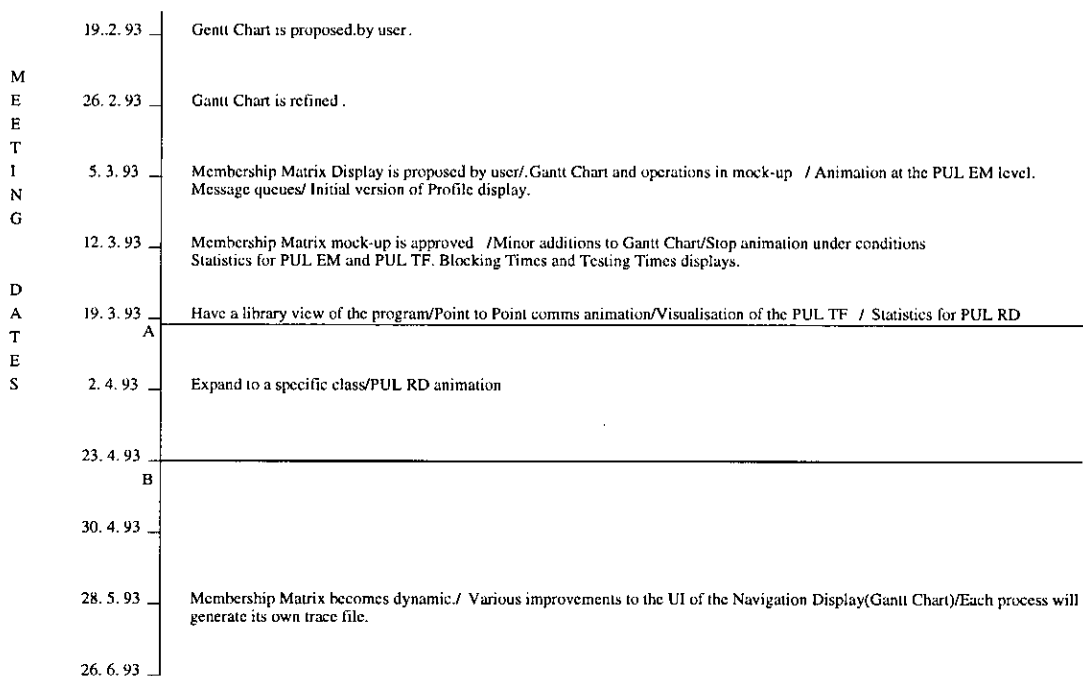 MEETING DATES
19..2. 93 Gentt Chart is proposed.by user.
26. 2. 93 Gantt Chart is refined .
5. 3. 93 Membership Matrix Display is proposed by user/.Gantt Chart and operations in mock-up / Animation at the PUL EM level.
Message queues/ Initial version of Profile display.
12. 3. 93 Membership Matrix mock-up is approved /Minor additions to Gantt Chart/Stop animation under conditions
Statistics for PUL EM and PUL TF. Blocking Times and Testing Times displays.
19. 3. 93 Have a library view of the program/Point to Point comms animation/Visualisation of the PUL TF / Statistics for PUL RD
A
2. 4. 93 Expand to a specific class/PUL RD animation
23. 4. 93
B
30. 4. 93
28. 5. 93 Membership Matrix becomes dynamic./ Various improvements to the UI of the Navigation Display(Gantt Chart)/Each process will
generate its own trace file.
26. 6. 93